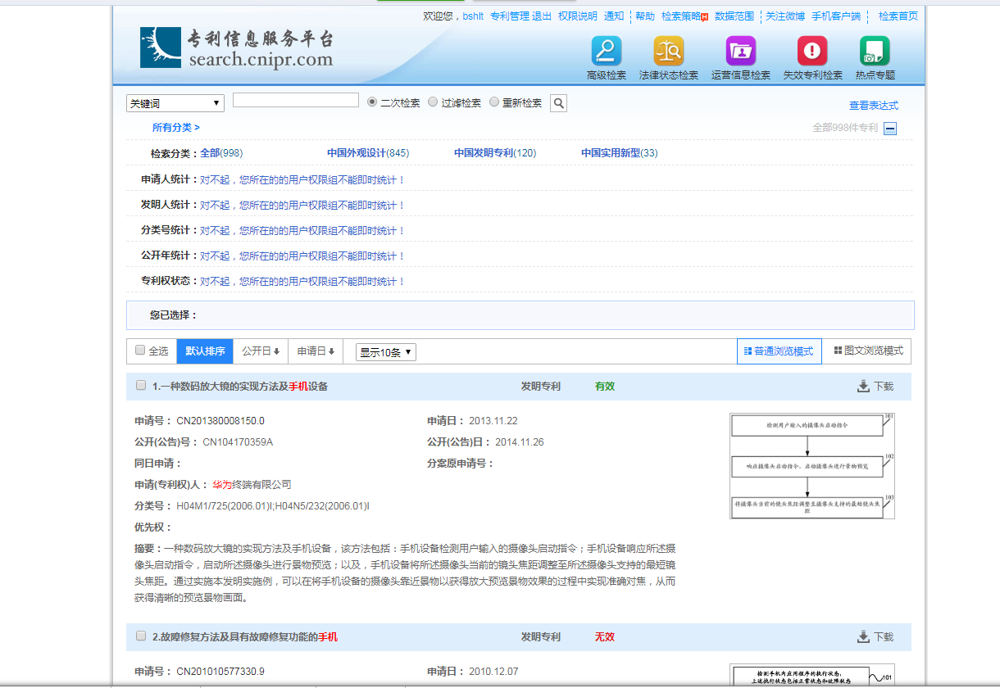 欢迎您，bshlt 专利管理 退出 权限说明 通知 帮助 检索策略 H 数据范围 关注微博 手机客户端 检索首页
专利信息服务平台
search.cnipr.com
高级检索 法律状态检索 运营信息检索 失效专利检索 热点专题
关键词 二次检索 过滤检索 重新检索 查看表达式
所有分类 > 全部998件专利
检索分类：全部(998) 中国外观设计(845) 中国发明专利(120) 中国实用新型(33)
申请人统计：对不起，您所在的的用户权限组不能即时统计！
发明人统计：对不起，您所在的的用户权限组不能即时统计！
分类号统计：对不起，您所在的的用户权限组不能即时统计！
公开年统计：对不起，您所在的的用户权限组不能即时统计！
专利权状态：对不起，您所在的的用户权限组不能即时统计！
您已选择：
全选 默认排序 公开日 申请日 显示10条 普通浏览模式 图文浏览模式
1.一种数码放大镜的实现方法及手机设备 发明专利 有效 下载
申请号： CN201380008150.0 申请日： 2013.11.22
公开(公告)号： CN104170359A 公开(公告)日： 2014.11.26
同日申请： 分案原申请号：
申请(专利权)人： 华为终端有限公司
分类号： H04M1/725(2006.01)I;H04N5/232(2006.01)I
优先权：
摘要：一种数码放大镜的实现方法及手机设备，该方法包括：手机设备检测用户输入的摄像头启动指令；手机设备响应所述摄
像头启动指令，启动所述摄像头进行景物预览；以及，手机设备将所述摄像头当前的镜头焦距调整至所述摄像头支持的最短镜
头焦距。通过实施本发明实施例，可以在将手机设备的摄像头靠近景物以获得放大预览景物效果的过程中实现准确对焦，从而
获得清晰的预览景物画面。
101
检测用户输入的摄像头启动指令
102
响应摄像头启动指令，启动摄像头进行景物预览
103
将摄像头当前的镜头焦距调整至摄像头支持的最短镜头焦
距
2.故障修复方法及具有故障修复功能的手机 发明专利 无效 下载
申请号： CN201010577330.9 申请日： 2010.12.07
检测手机内应用程序的执行状态，
上述执行状态包括正常状态和故障状态 101